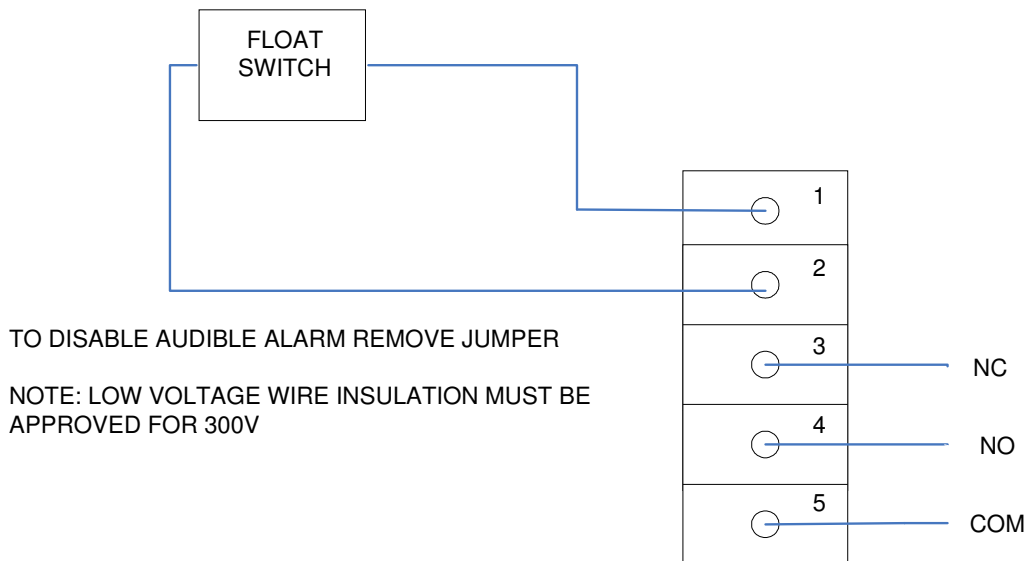 FLOAT
SWITCH
1
2
TO DISABLE AUDIBLE ALARM REMOVE JUMPER
3
NC
NOTE: LOW VOLTAGE WIRE INSULATION MUST BE
APPROVED FOR 300V
4
NO
5
COM